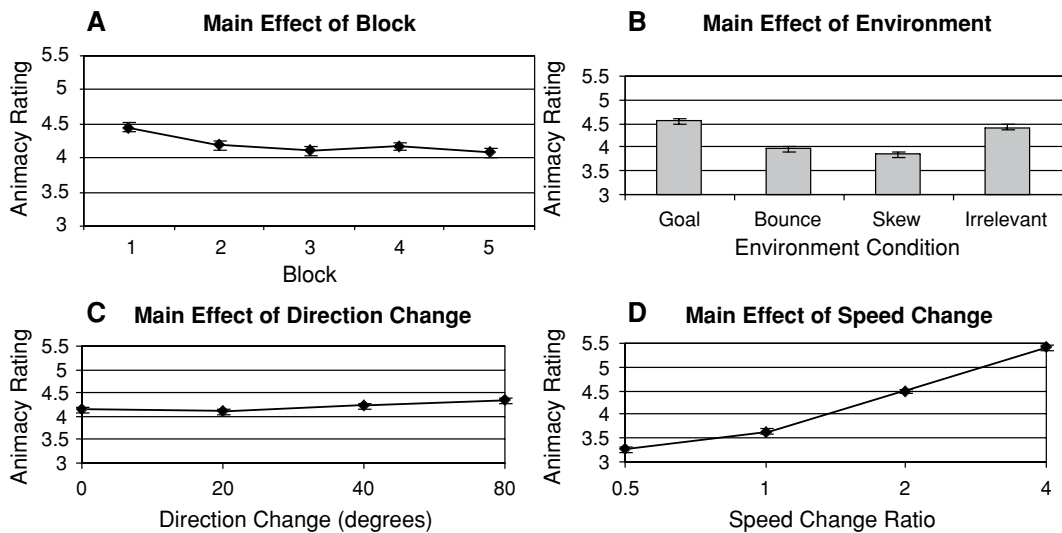 A Main Effect of Block
Animacy Rating
5.5
5
4.5
4
3.5
3
1 2 3 4 5
Block
B Main Effect of Environment
Animacy Rating
5.5
5
4.5
4
3.5
3
Goal Bounce Skew Irrelevant
Environment Condition
C Main Effect of Direction Change
Animacy Rating
5.5
5
4.5
4
3.5
3
0 20 40 80
Direction Change (degrees)
D Main Effect of Speed Change
Animacy Rating
5.5
5
4.5
4
3.5
3
0.5 1 2 4
Speed Change Ratio